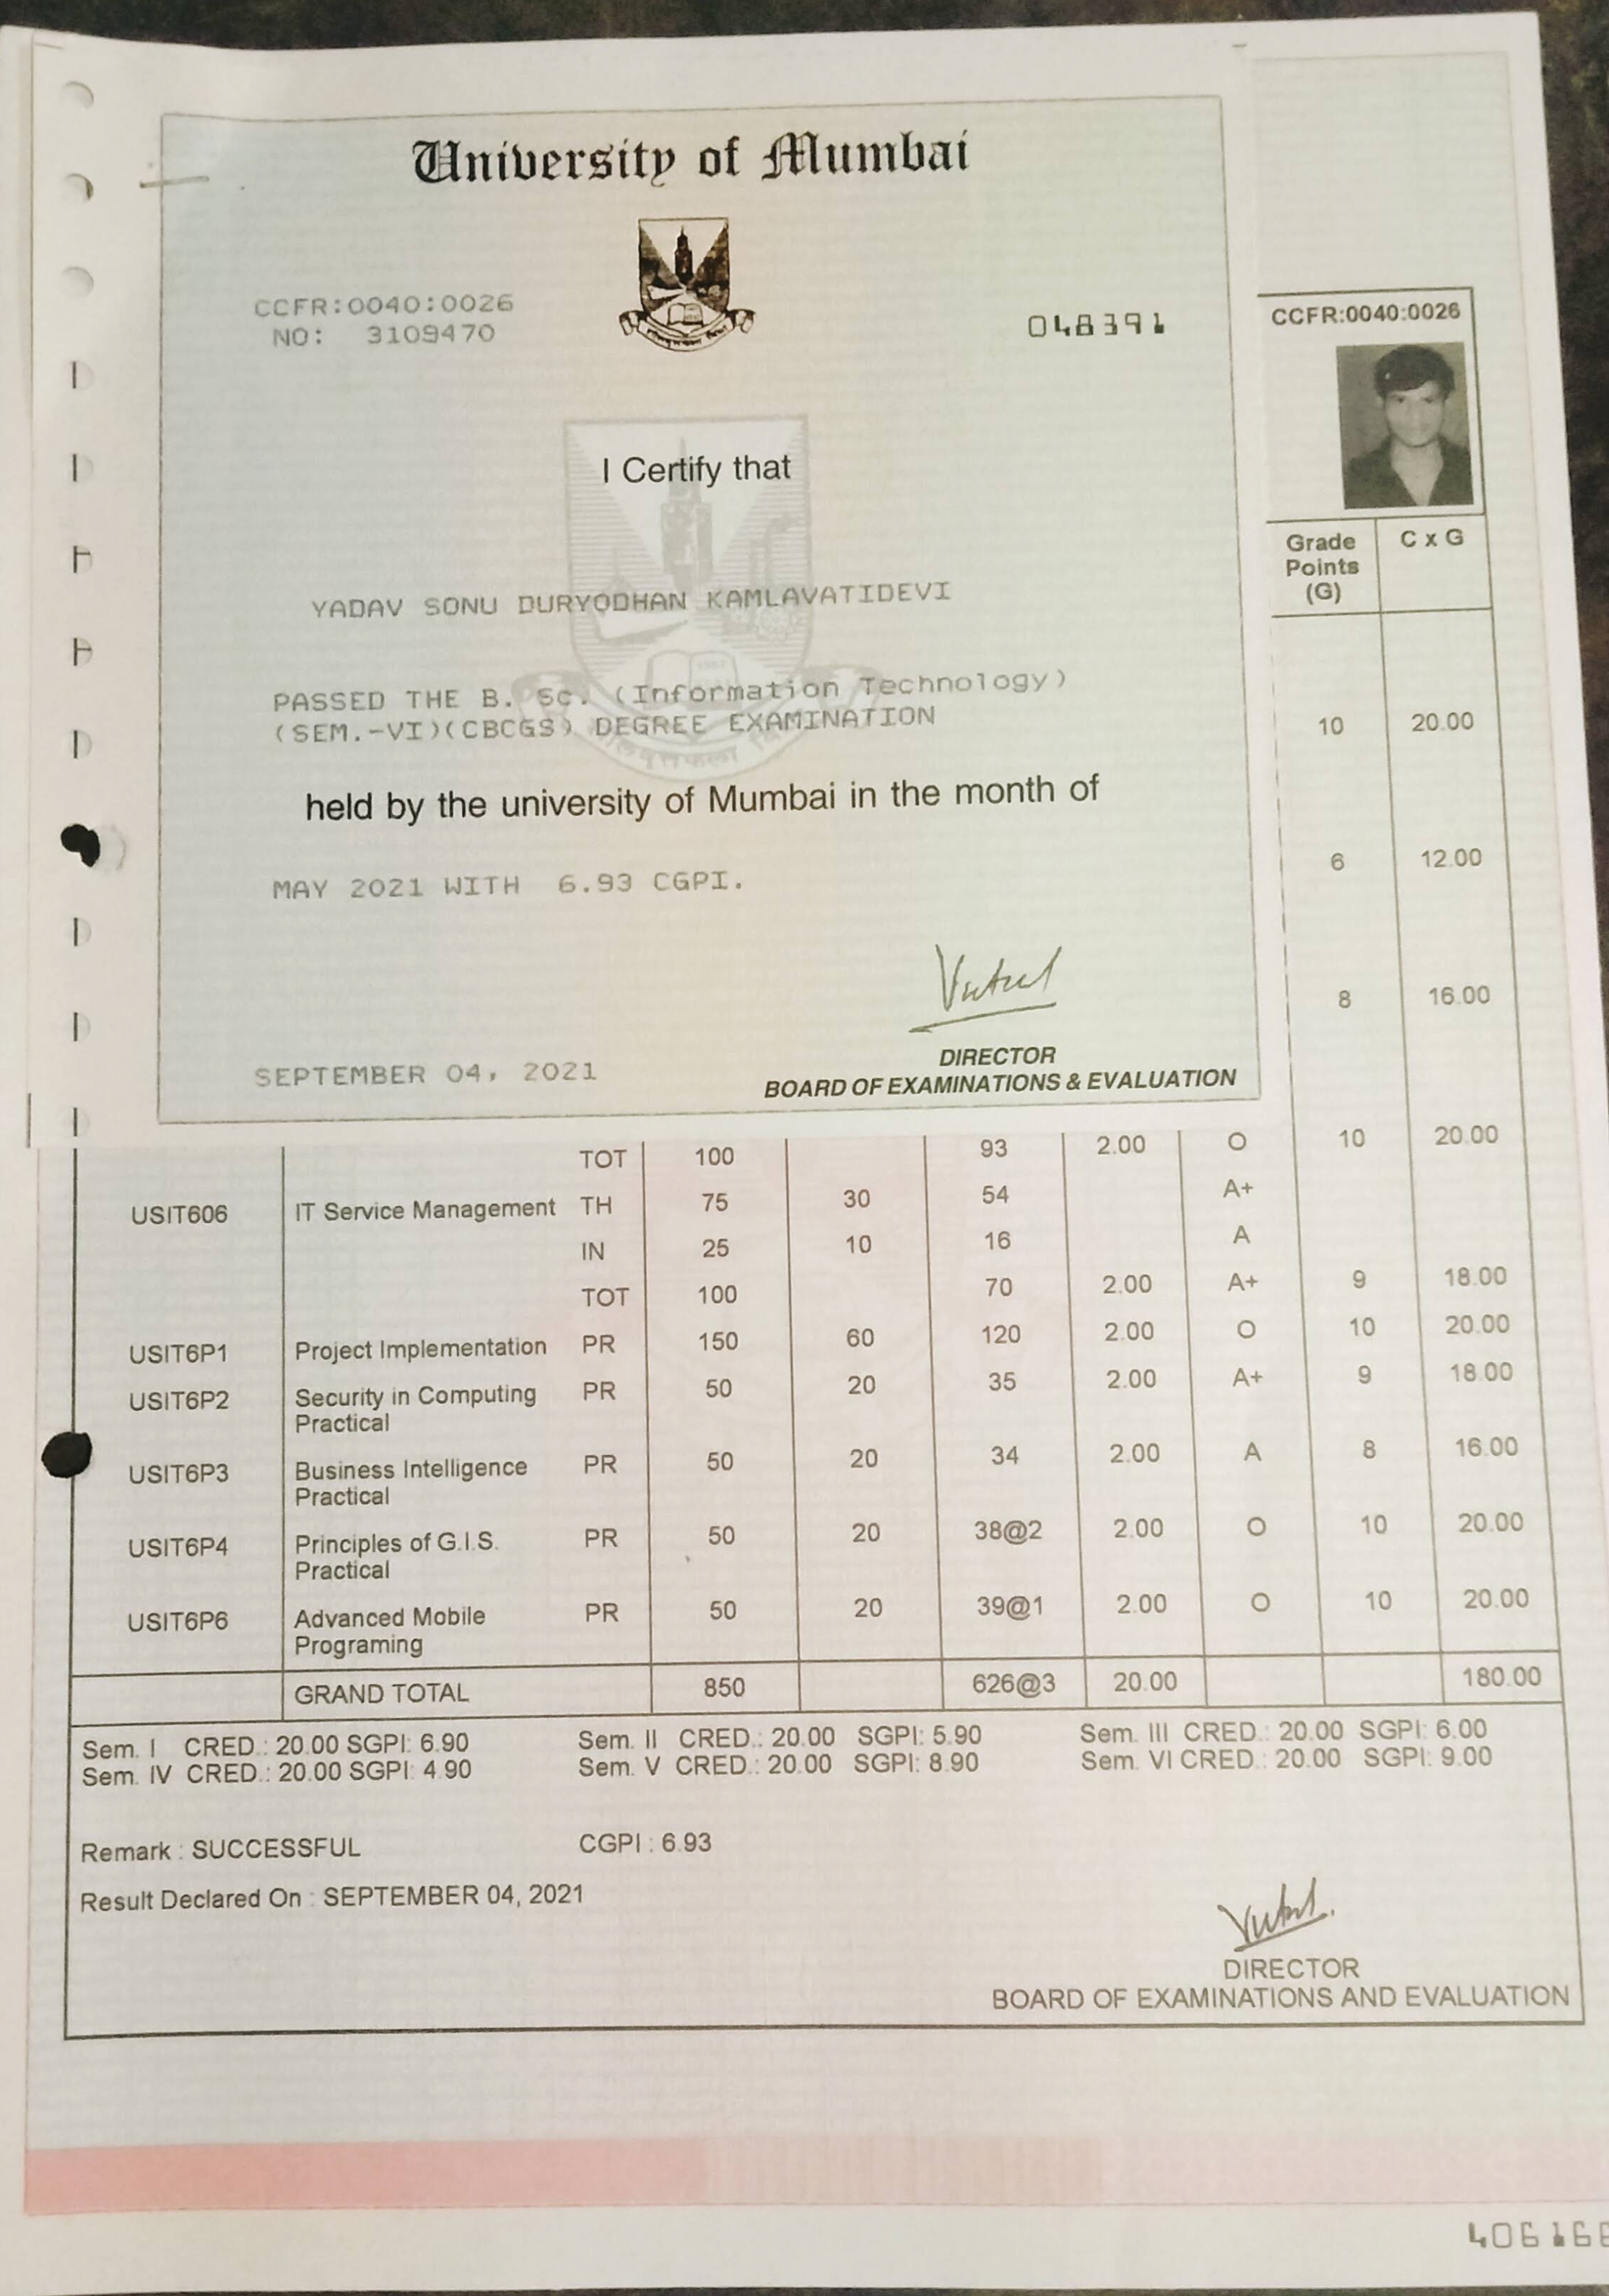 University of Mumbai
CCFR:0040:0026
NO: 3109470
048391
I Certify that
YADAV SONU DURYODHAN KAMLAVATIDEVI
PASSED THE B. Sc. (Information Technology)
(SEM.-VI)(CBCGS) DEGREE EXAMINATION
held by the university of Mumbai in the month of
MAY 2021 WITH 6.93 CGPI.
SEPTEMBER 04, 2021
DIRECTOR
BOARD OF EXAMINATIONS & EVALUATION
CCFR:0040:0026
Grade Points (G) C x G
10 20.00
6 12.00
8 16.00
TOT 100 93 2.00 O 10 20.00
USIT606 IT Service Management TH 75 30 54 A+
IN 25 10 16 A
TOT 100 70 2.00 A+ 9 18.00
USIT6P1 Project Implementation PR 150 60 120 2.00 O 10 20.00
USIT6P2 Security in Computing PR 50 20 35 2.00 A+ 9 18.00
Practical
USIT6P3 Business Intelligence PR 50 20 34 2.00 A 8 16.00
Practical
USIT6P4 Principles of G.I.S. PR 50 20 38@2 2.00 O 10 20.00
Practical
USIT6P6 Advanced Mobile PR 50 20 39@1 2.00 O 10 20.00
Programing
GRAND TOTAL 850 626@3 20.00 180.00
Sem. I CRED.: 20.00 SGPI: 6.90 Sem. II CRED.: 20.00 SGPI: 5.90 Sem. III CRED.: 20.00 SGPI: 6.00
Sem. IV CRED.: 20.00 SGPI: 4.90 Sem. V CRED.: 20.00 SGPI: 8.90 Sem. VI CRED.: 20.00 SGPI: 9.00
Remark : SUCCESSFUL CGPI : 6.93
Result Declared On : SEPTEMBER 04, 2021
DIRECTOR
BOARD OF EXAMINATIONS AND EVALUATION